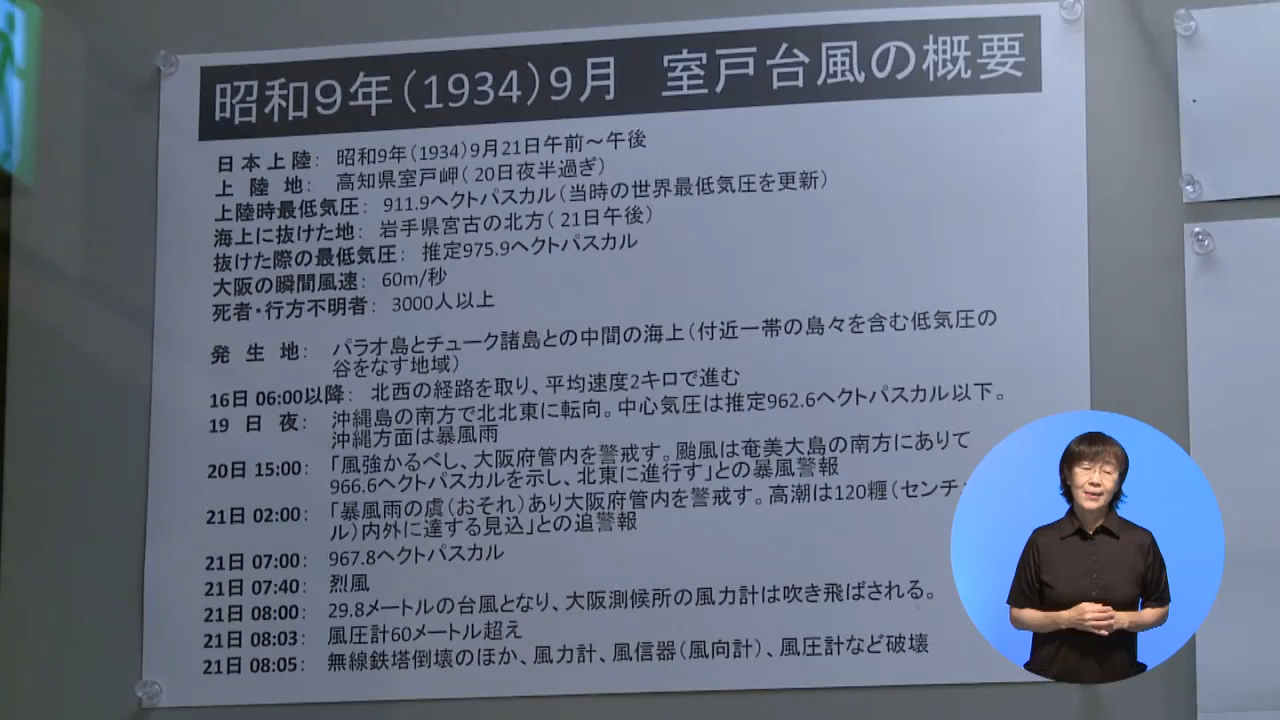 昭和9年(1934)9月　室戸台風の概要
日本上陸： 昭和9年(1934)9月21日午前～午後
上陸地： 高知県室戸岬(20日夜半過ぎ)
上陸時最低気圧： 911.9ヘクトパスカル(当時の世界最低気圧を更新)
海上に抜けた地： 岩手県宮古の北方(21日午後)
抜けた際の最低気圧： 推定975.9ヘクトパスカル
大阪の瞬間風速： 60m/秒
死者・行方不明者： 3000人以上
発生地： パラオ島とチューク諸島との中間の海上(付近一帯の島々を含む低気圧の
谷をなす地域)
16日 06:00以降： 北西の経路を取り、平均速度2キロで進む
19日夜： 沖縄島の南方で北北東に転向。中心気圧は推定962.6ヘクトパスカル以下。
沖縄方面は暴風雨
20日 15:00： 「風強かるべし、大阪府管内を警戒す。颱風は奄美大島の南方にありて
966.6ヘクトパスカルを示し、北東に進行す」との暴風警報
21日 02:00： 「暴風雨の虞(おそれ)あり大阪府管内を警戒す。高潮は120糎(センチ
ル)内外に達する見込」との追警報
21日 07:00： 967.8ヘクトパスカル
21日 07:40： 烈風
21日 08:00： 29.8メートルの台風となり、大阪測候所の風力計は吹き飛ばされる。
21日 08:03： 風圧計60メートル超え
21日 08:05： 無線鉄塔倒壊のほか、風力計、風信器(風向計)、風圧計など破壊